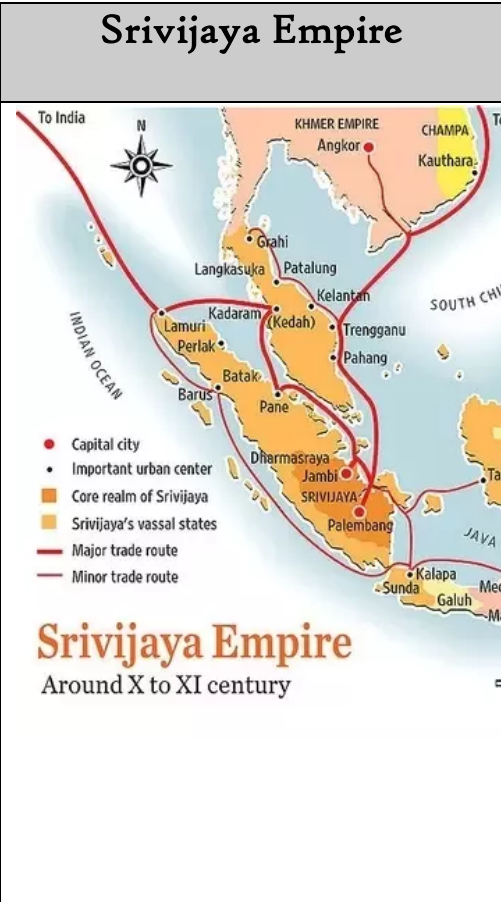 Srivijaya Empire
To India
N
KHMER EMPIRE
Angkor
CHAMPA
Kauthara
Grahi
Langkasuka
Patalung
Kelantan
SOUTH CHI
Kadaram
(Kedah)
Lamuri
Trengganu
INDIAN OCEAN
Perlak
Pahang
Batak
Barus
Pane
Capital city
Important urban center
Core realm of Srivijaya
Srivijaya's vassal states
Major trade route
Minor trade route
Dharmasraya
Jambi
SRIVIJAYA
Palembang
Ta
JAVA
Kalapa
Sunda
Galuh
Med
M
Srivijaya Empire
Around X to XI century